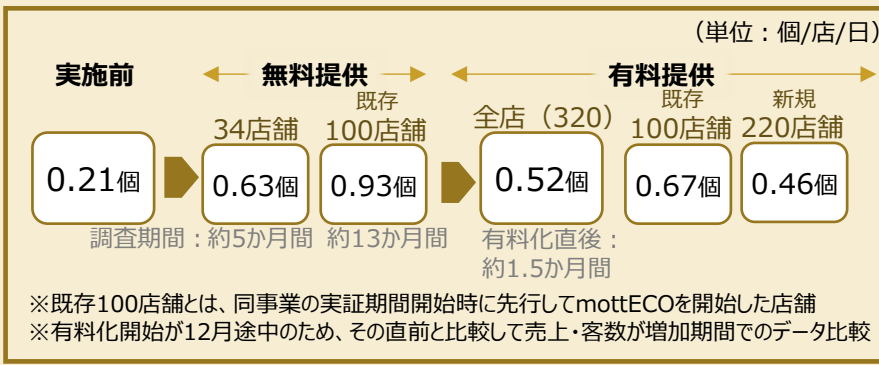 （単位：個/店/日）
実施前 無料提供 有料提供
34店舗 既存 100店舗 全店（320） 既存 100店舗 新規 220店舗
0.21個 0.63個 0.93個 0.52個 0.67個 0.46個
調査期間：約5か月間 約13か月間 有料化直後：
約1.5か月間
※既存100店舗とは、同事業の実証期間開始時に先行してmottECOを開始した店舗
※有料化開始が12月途中のため、その直前と比較して売上・客数が増加期間でのデータ比較